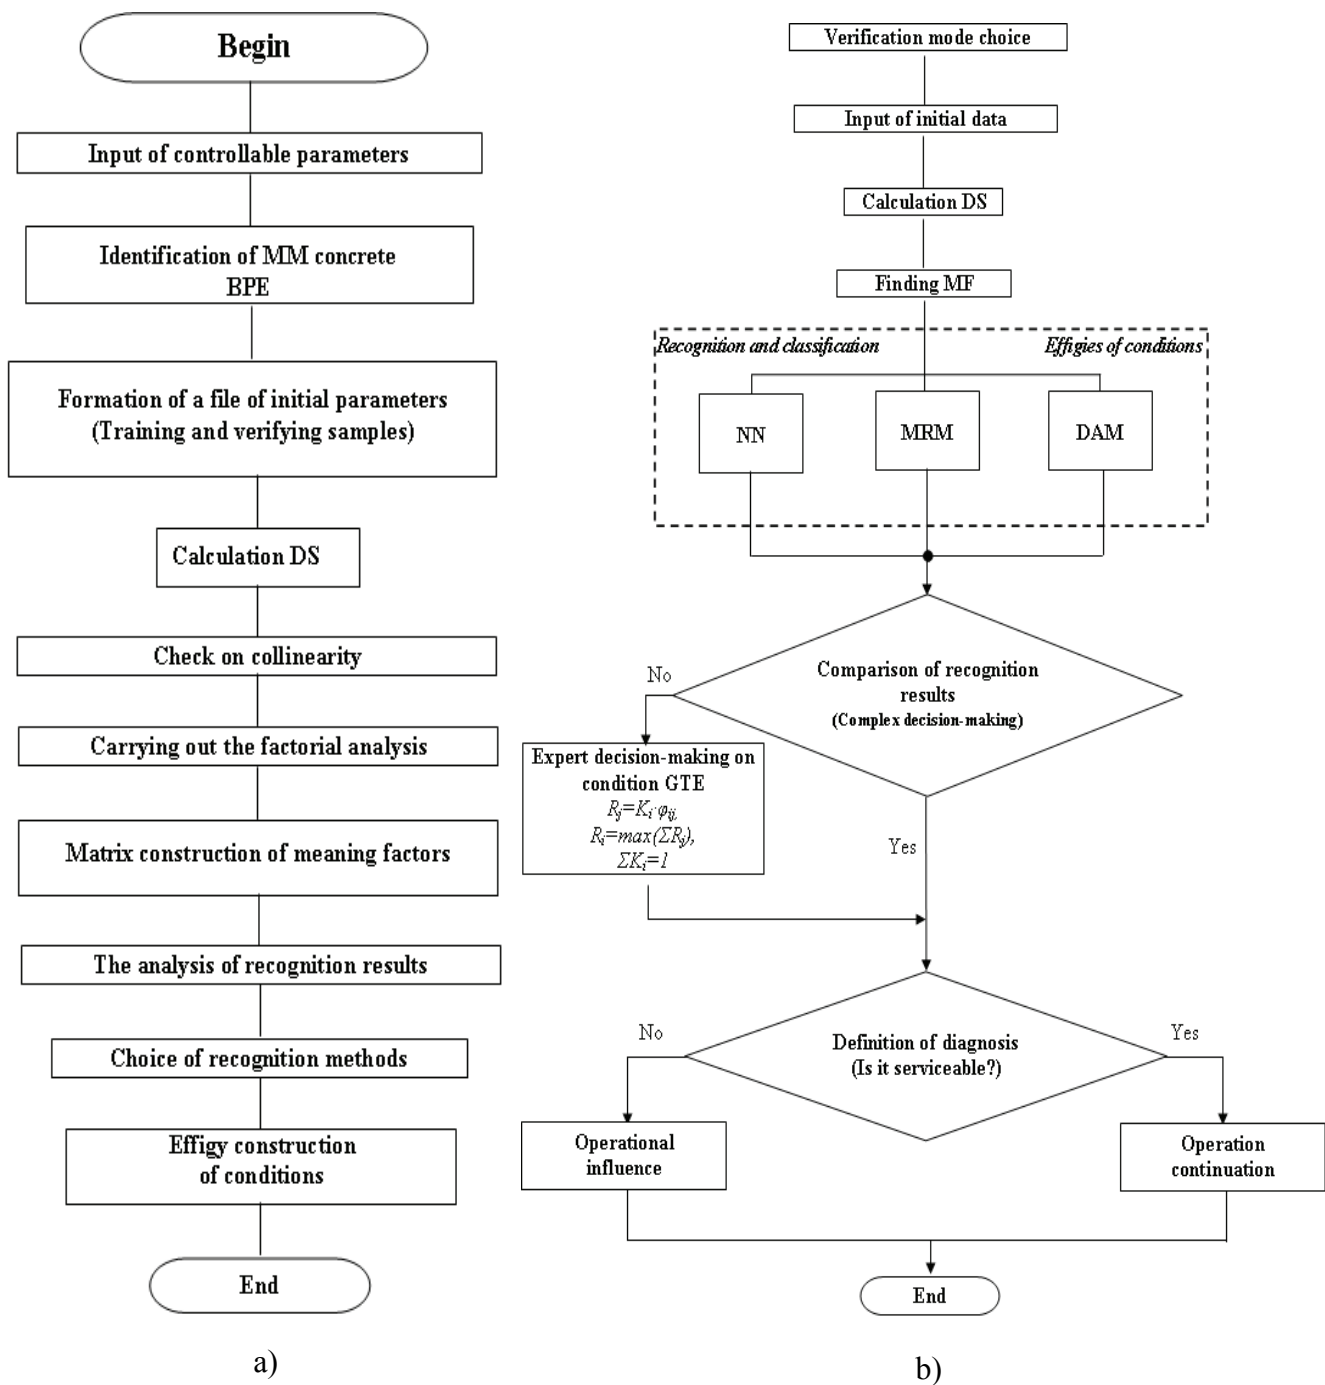 Begin
Input of controllable parameters
Identification of MM concrete
BPE
Formation of a file of initial parameters
(Training and verifying samples)
Calculation DS
Check on collinearity
Carrying out the factorial analysis
Matrix construction of meaning factors
The analysis of recognition results
Choice of recognition methods
Effigy construction
of conditions
End
a)
Verification mode choice
Input of initial data
Calculation DS
Finding MF
Recognition and classification
Effigies of conditions
NN
MRM
DAM
Comparison of recognition
results
(Complex decision-making)
No
Expert decision-making on
condition GTE
Rj=Ki·φij,
Ri=max(ΣRj),
ΣKi=1
Yes
Definition of diagnosis
(Is it serviceable?)
No
Yes
Operational
influence
Operation
continuation
End
b)